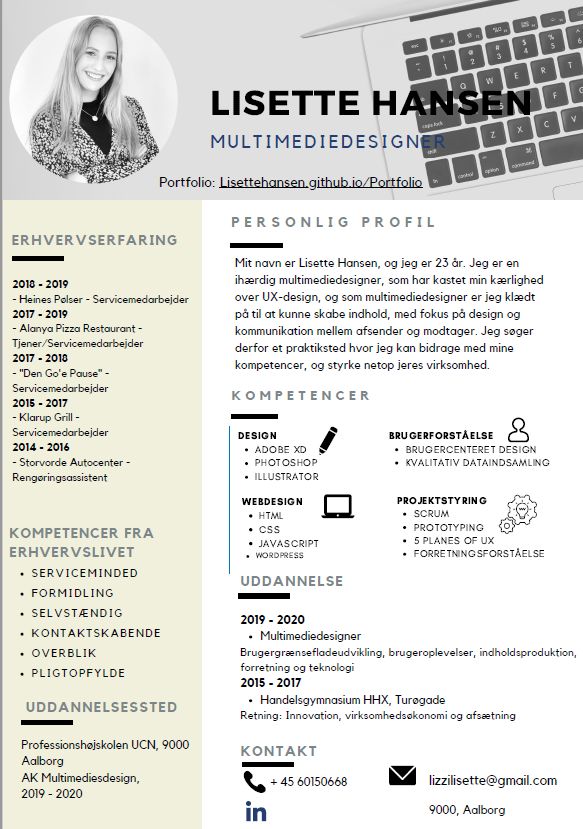 LISETTE HANSEN
MULTIMEDIEDESIGNER
Portfolio: Lisettehansen.github.io/Portfolio
ERHVERVSERFARING
2018 - 2019
- Heines Pølser - Servicemedarbejder
2017 - 2019
- Alanya Pizza Restaurant -
Tjener/Servicemedarbejder
2017 - 2018
- "Den Go'e Pause" -
Servicemedarbejder
2015 - 2017
- Klarup Grill -
Servicemedarbejder
2014 - 2016
- Storvorde Autocenter -
Rengøringsassistent
KOMPETENCER FRA
ERHVERVSLIVET
• SERVICEMINDED
• FORMIDLING
• SELVSTÆNDIG
• KONTAKTSKABENDE
• OVERBLIK
• PLIGTOPFYLDE
UDDANNELSESSTED
Professionshøjskolen UCN, 9000
Aalborg
AK Multimediesdesign,
2019 - 2020
PERSONLIG PROFIL
Mit navn er Lisette Hansen, og jeg er 23 år. Jeg er en
ihærdig multimediedesigner, som har kastet min kærlighed
over UX-design, og som multimediedesigner er jeg klædt
på til at kunne skabe indhold, med fokus på design og
kommunikation mellem afsender og modtager. Jeg søger
derfor et praktiksted hvor jeg kan bidrage med mine
kompetencer, og styrke netop jeres virksomhed.
KOMPETENCER
DESIGN
• ADOBE XD
• PHOTOSHOP
• ILLUSTRATOR
BRUGERFORSTÅELSE
• BRUGERCENTERET DESIGN
• KVALITATIV DATAINDSAMLING
WEBDESIGN
• HTML
• CSS
• JAVASCRIPT
• WORDPRESS
PROJEKTSTYRING
• SCRUM
• PROTOTYPING
• 5 PLANES OF UX
• FORRETNINGSFORSTÅELSE
UDDANNELSE
2019 - 2020
• Multimediedesigner
Brugergrænsefladeudvikling, brugeroplevelser, indholdsproduktion,
forretning og teknologi
2015 - 2017
• Handelsgymnasium HHX, Turøgade
Retning: Innovation, virksomhedsøkonomi og afsætning
KONTAKT
+ 45 60150668
lizzilisette@gmail.com
in
9000, Aalborg